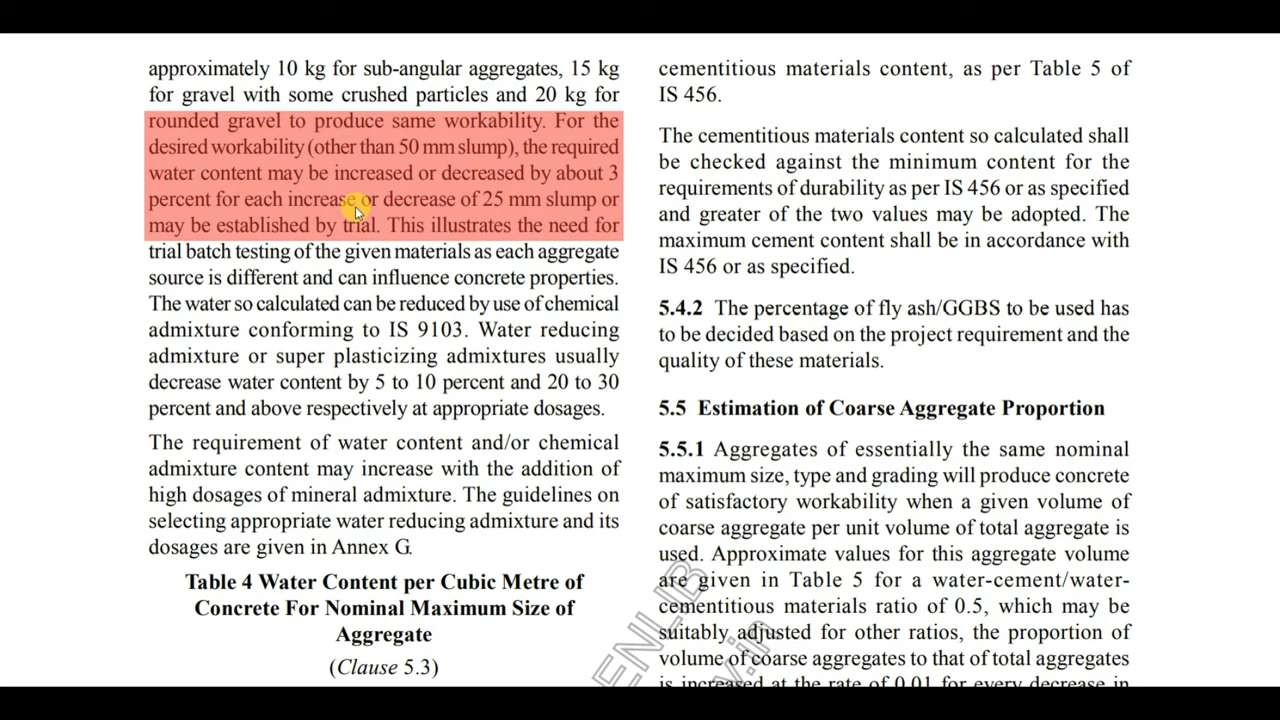 approximately 10 kg for sub-angular aggregates, 15 kg
for gravel with some crushed particles and 20 kg for
rounded gravel to produce same workability. For the
desired workability (other than 50 mm slump), the required
water content may be increased or decreased by about 3
percent for each increase or decrease of 25 mm slump or
may be established by trial. This illustrates the need for
trial batch testing of the given materials as each aggregate
source is different and can influence concrete properties.
The water so calculated can be reduced by use of chemical
admixture conforming to IS 9103. Water reducing
admixture or super plasticizing admixtures usually
decrease water content by 5 to 10 percent and 20 to 30
percent and above respectively at appropriate dosages.
The requirement of water content and/or chemical
admixture content may increase with the addition of
high dosages of mineral admixture. The guidelines on
selecting appropriate water reducing admixture and its
dosages are given in Annex G.
Table 4 Water Content per Cubic Metre of
Concrete For Nominal Maximum Size of
Aggregate
(Clause 5.3)
cementitious materials content, as per Table 5 of
IS 456.
The cementitious materials content so calculated shall
be checked against the minimum content for the
requirements of durability as per IS 456 or as specified
and greater of the two values may be adopted. The
maximum cement content shall be in accordance with
IS 456 or as specified.
5.4.2 The percentage of fly ash/GGBS to be used has
to be decided based on the project requirement and the
quality of these materials.
5.5 Estimation of Coarse Aggregate Proportion
5.5.1 Aggregates of essentially the same nominal
maximum size, type and grading will produce concrete
of satisfactory workability when a given volume of
coarse aggregate per unit volume of total aggregate is
used. Approximate values for this aggregate volume
are given in Table 5 for a water-cement/water-
cementitious materials ratio of 0.5, which may be
suitably adjusted for other ratios, the proportion of
volume of coarse aggregates to that of total aggregates
is increased at the rate of 0.01 for every decrease in
ENLIB
y.in